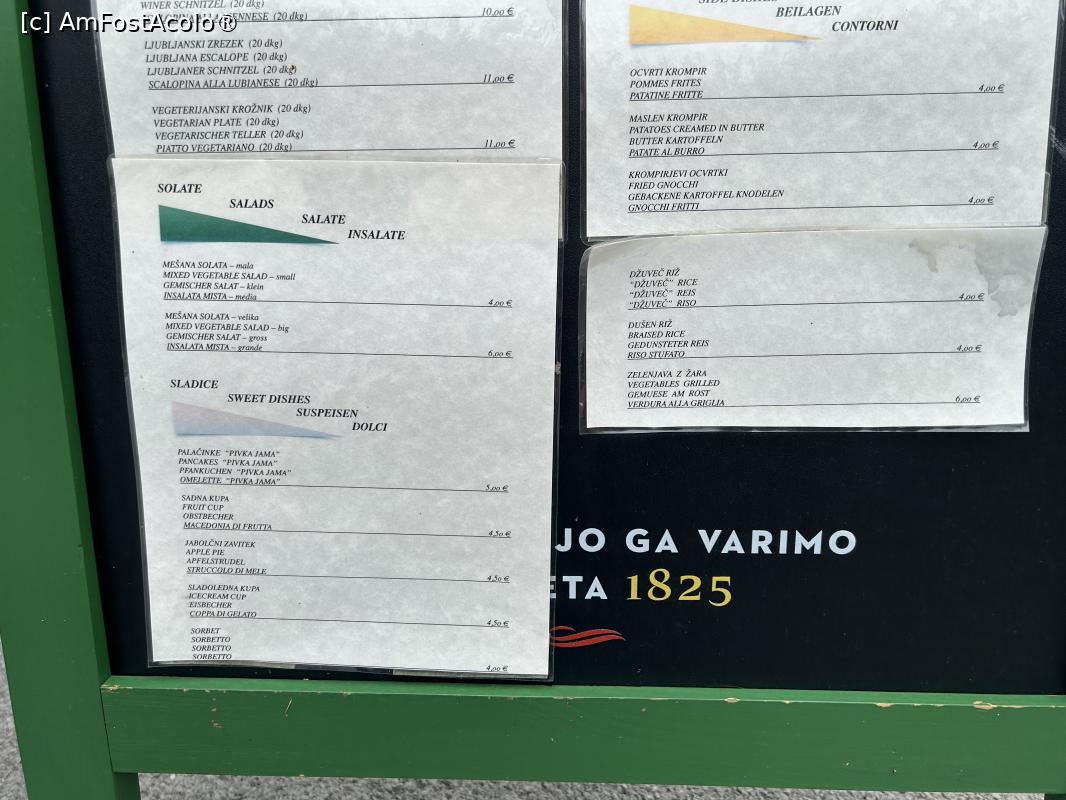 [c] AmFostAcolo®
WINER SCHNITZEL (20 dkg)
10,00 €
LJUBLJANSKI ZREZEK (20 dkg)
LJUBLJANA ESCALOPE (20 dkg)
LJUBLJANER SCHNITZEL (20 dkg)
SCALOPINA ALLA LUBIANESE (20 dkg) 11,00 €
VEGETERIJANSKI KROŽNIK (20 dkg)
VEGETARIAN PLATE (20 dkg)
VEGETARISCHER TELLER (20 dkg)
PIATTO VEGETARIANO (20 dkg) 11,00 €
SOLATE
SALADS
SALATE
INSALATE
MEŠANA SOLATA – mala
MIXED VEGETABLE SALAD – small
GEMISCHER SALAT – klein
INSALATA MISTA – media 4,00 €
MEŠANA SOLATA – velika
MIXED VEGETABLE SALAD – big
GEMISCHER SALAT – gross
INSALATA MISTA – grande 6,00 €
SLADICE
SWEET DISHES
SUSPEISEN
DOLCI
PALAČINKE “PIVKA JAMA”
PANCAKES “PIVKA JAMA”
PFANKUCHEN “PIVKA JAMA”
OMELETTE “PIVKA JAMA” 5,00 €
SADNA KUPA
FRUIT CUP
OBSTBECHER
MACEDONIA DI FRUTTA 4,50 €
JABOLČNI ZAVITEK
APPLE PIE
APFELSTRUDEL
STRUCCOLO DI MELE 4,50 €
SLADOLEDNA KUPA
ICECREAM CUP
EISBECHER
COPPA DI GELATO 4,50 €
SORBET
SORBETTO
SORBETTO
SORBETTO 4,00 €
SIDE DISHES
BEILAGEN
CONTORNI
OCVRTI KROMPIR
POMMES FRITES
PATATINE FRITTE 4,00 €
MASLEN KROMPIR
PATATOES CREAMED IN BUTTER
BUTTER KARTOFFELN
PATATE AL BURRO 4,00 €
KROMPIRJEVI OCVRTKI
FRIED GNOCCHI
GEBACKENE KARTOFFEL KNODELEN
GNOCCHI FRITTI 4,00 €
DŽUVEČ RIŽ
“DŽUVEČ” RICE
“DŽUVEČ” REIS
“DŽUVEČ” RISO 4,00 €
DUŠEN RIŽ
BRAISED RICE
GEDUNSTETER REIS
RISO STUFATO 4,00 €
ZELENJAVA Z ŽARA
VEGETABLES GRILLED
GEMUESE AM ROST
VERDURA ALLA GRIGLIA 6,00 €
JO GA VARIMO
ETA 1825